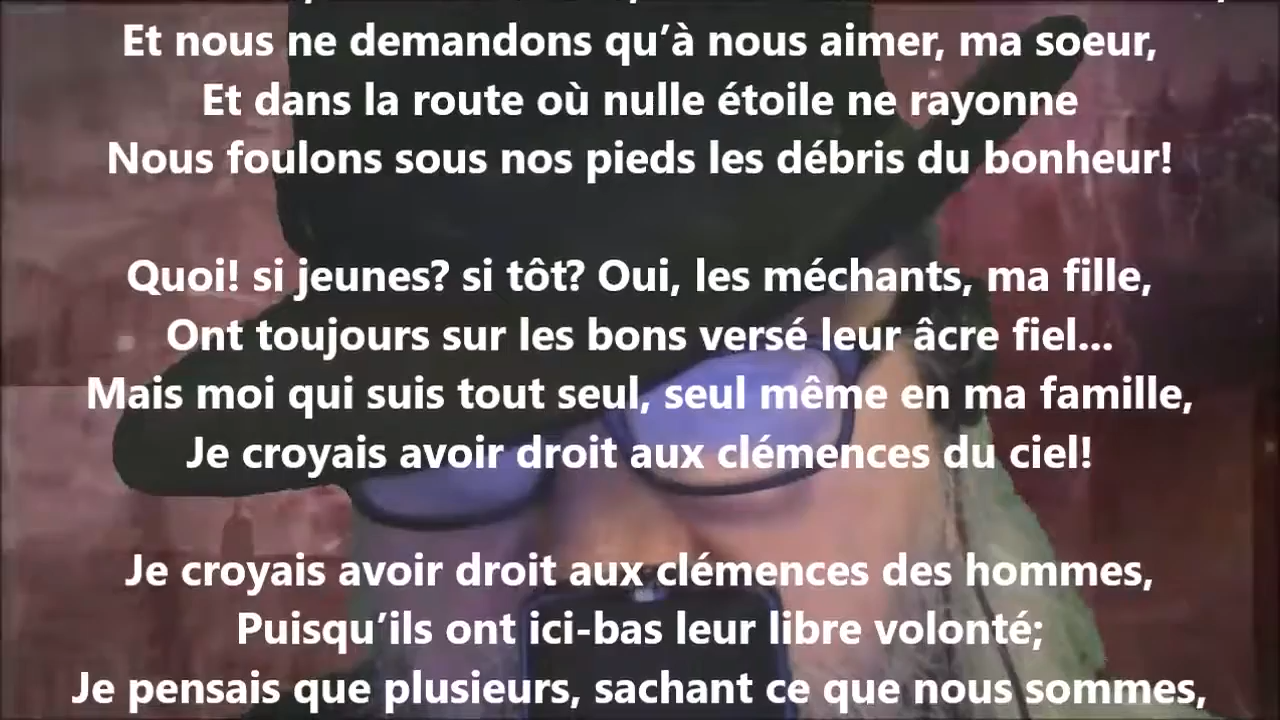 Et nous ne demandons qu’à nous aimer, ma soeur,
Et dans la route où nulle étoile ne rayonne
Nous foulons sous nos pieds les débris du bonheur!
Quoi! si jeunes? si tôt? Oui, les méchants, ma fille,
Ont toujours sur les bons versé leur âcre fiel...
Mais moi qui suis tout seul, seul même en ma famille,
Je croyais avoir droit aux clémences du ciel!
Je croyais avoir droit aux clémences des hommes,
Puisqu’ils ont ici-bas leur libre volonté;
Je pensais que plusieurs, sachant ce que nous sommes,